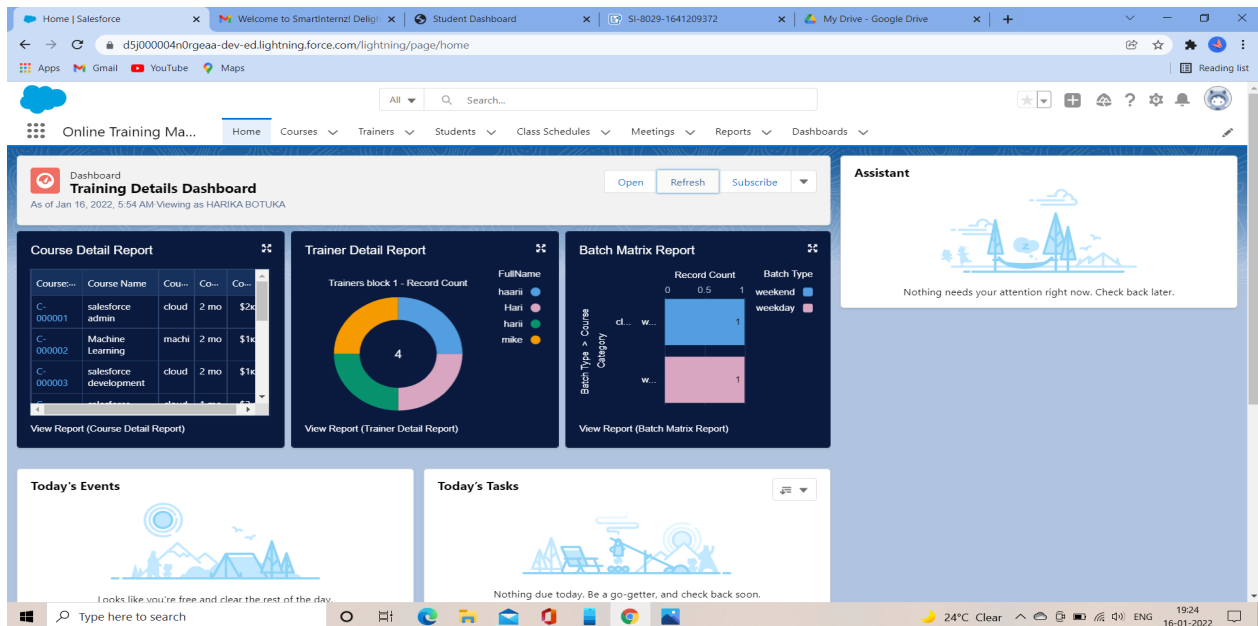 Home | Salesforce
Welcome to SmartInternz! Deligh
Student Dashboard
SI-8029-1641209372
My Drive - Google Drive
d5j000004n0rgeaa-dev-ed.lightning.force.com/lightning/page/home
Apps Gmail YouTube Maps Reading list
All Search...
Online Training Ma... Home Courses Trainers Students Class Schedules Meetings Reports Dashboards
Dashboard
Training Details Dashboard
As of Jan 16, 2022, 5:54 AM·Viewing as HARIKA BOTUKA
Open Refresh Subscribe
Assistant
Nothing needs your attention right now. Check back later.
Course Detail Report
Course:... Course Name Cou... Co... Co...
C-000001 salesforce admin cloud 2 mo $2K
C-000002 Machine Learning machi 2 mo $1K
C-000003 salesforce development cloud 2 mo $1K
View Report (Course Detail Report)
Trainer Detail Report
Trainers block 1 - Record Count
4
FullName
haarii
Hari
harii
mike
View Report (Trainer Detail Report)
Batch Matrix Report
Record Count
0 0.5 1
Batch Type > Course Category
cl... w...
1
w...
1
Batch Type
weekend
weekday
View Report (Batch Matrix Report)
Today's Events
Looks like you're free and clear the rest of the day.
Today's Tasks
Nothing due today. Be a go-getter, and check back soon.
Type here to search
24°C Clear
ENG
19:24
16-01-2022